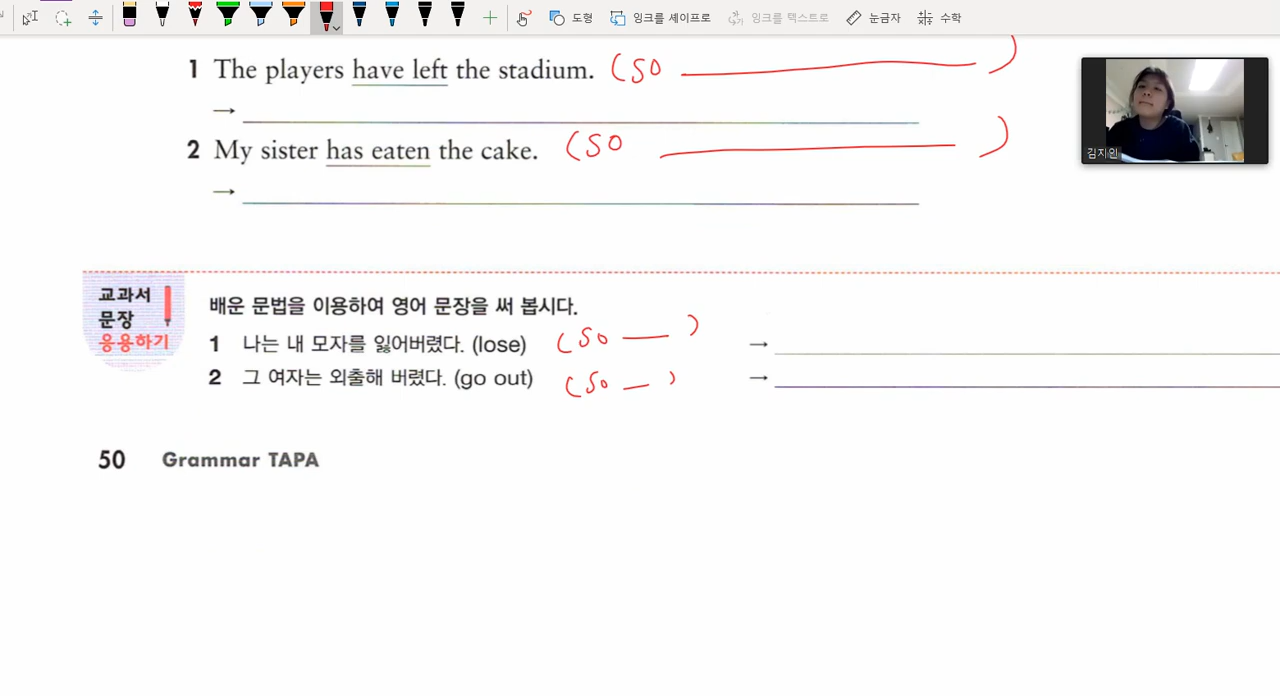 도형 잉크를 셰이프로 잉크를 텍스트로 눈금자 수학
1 The players have left the stadium. (so ________ )
→
2 My sister has eaten the cake. (so ________ )
→
김지인
교과서
문장
응용하기
배운 문법을 이용하여 영어 문장을 써 봅시다.
1 나는 내 모자를 잃어버렸다. (lose) (so __ ) →
2 그 여자는 외출해 버렸다. (go out) (so __ ) →
50 Grammar TAPA